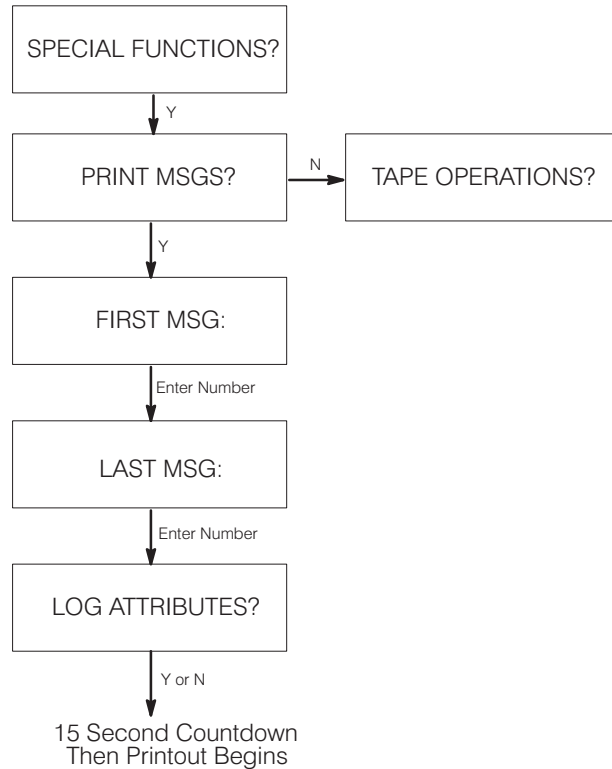 SPECIAL FUNCTIONS?
Y
PRINT MSGS?
N
TAPE OPERATIONS?
Y
FIRST MSG:
Enter Number
LAST MSG:
Enter Number
LOG ATTRIBUTES?
Y or N
15 Second Countdown
Then Printout Begins